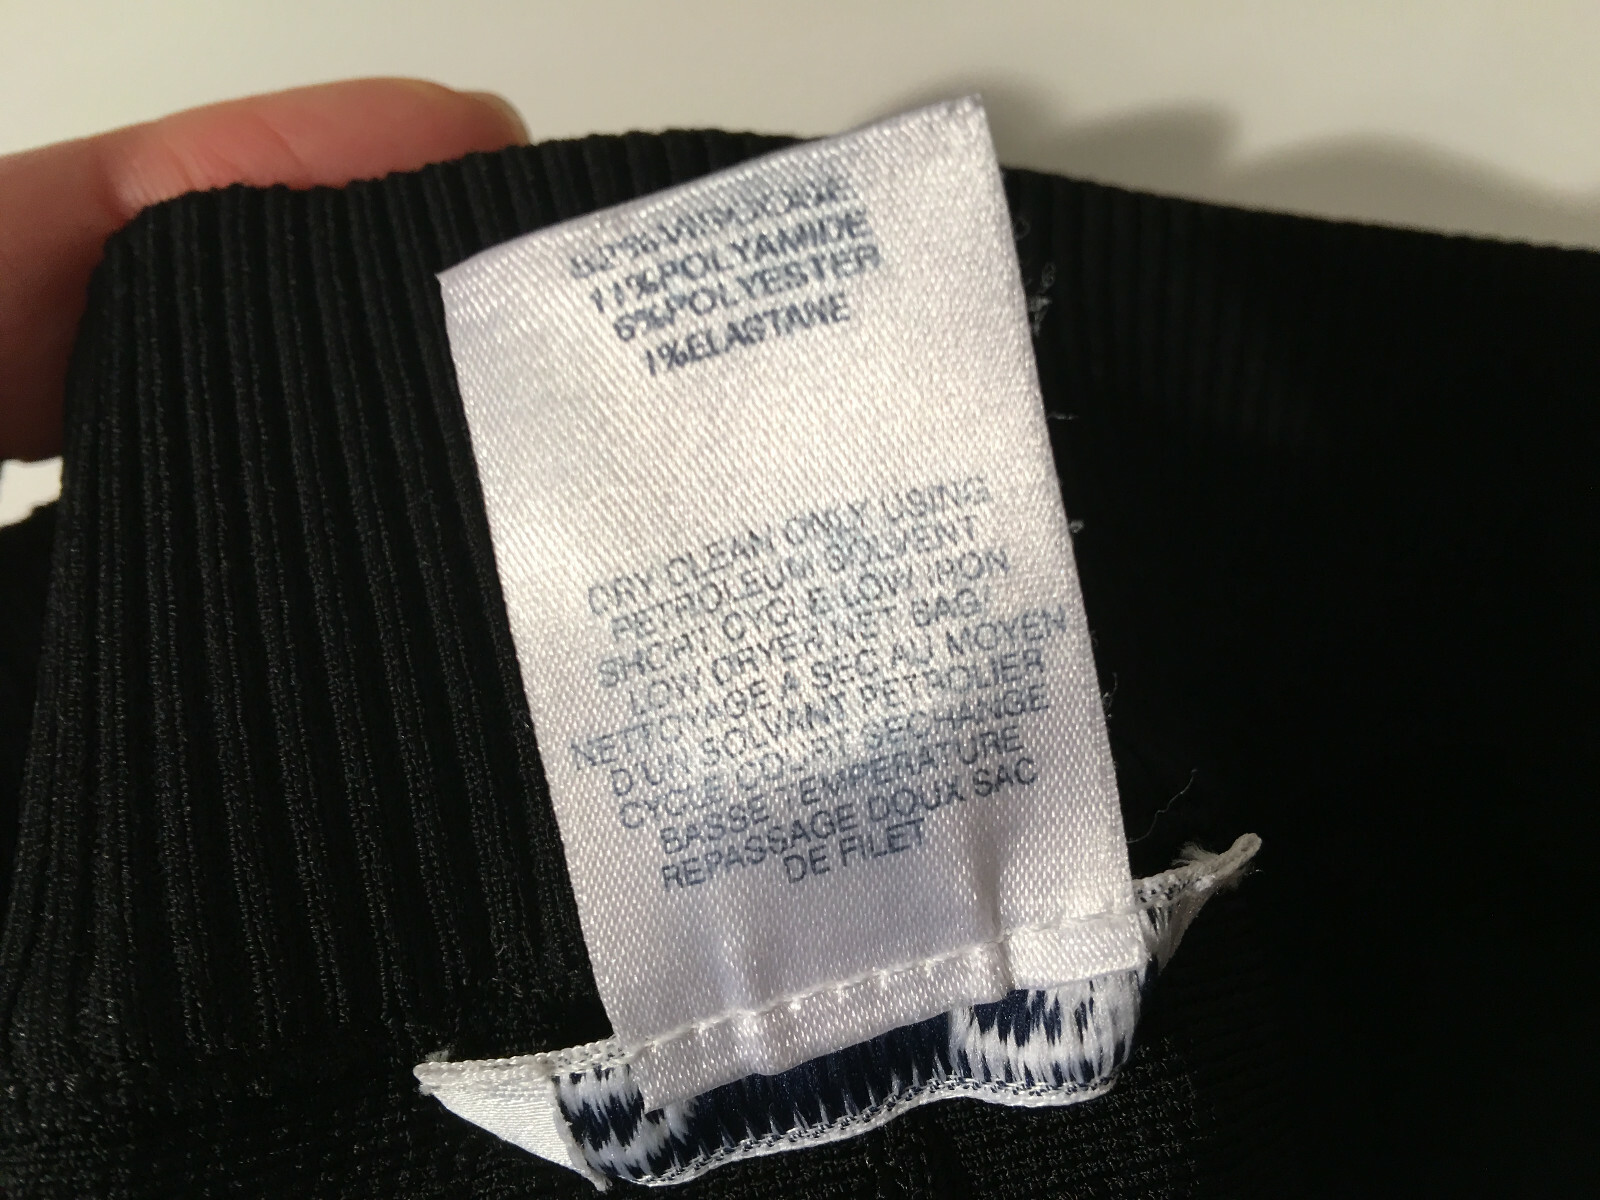 82%VISCOSE
11%POLYAMIDE
6%POLYESTER
1%ELASTANE
DRY CLEAN ONLY USING
PETROLEUM SOLVENT
SHORT CYCLE LOW IRON
LOW DRYER NET BAG/
NETTOYAGE A SEC AU MOYEN
D'UN SOLVANT PETROLIER
CYCLE COURT SECHANGE
BASSE TEMPERATURE
REPASSAGE DOUX SAC
DE FILET